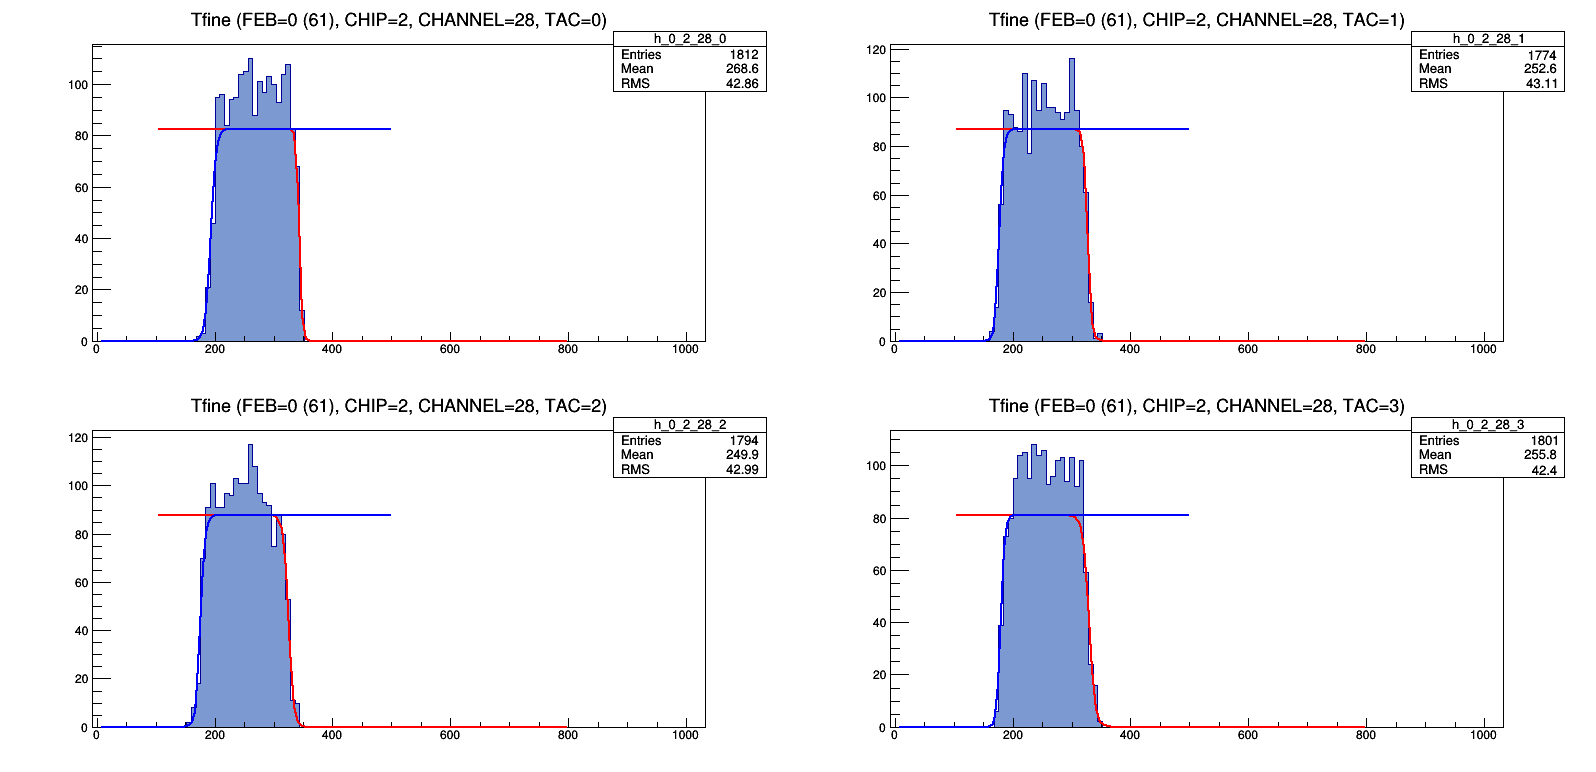 Tfine (FEB=0 (61), CHIP=2, CHANNEL=28, TAC=0)
h_0_2_28_0
Entries 1812
Mean 268.6
RMS 42.86
100
80
60
40
20
0
0 200 400 600 800 1000
Tfine (FEB=0 (61), CHIP=2, CHANNEL=28, TAC=1)
h_0_2_28_1
Entries 1774
Mean 252.6
RMS 43.11
120
100
80
60
40
20
0
0 200 400 600 800 1000
Tfine (FEB=0 (61), CHIP=2, CHANNEL=28, TAC=2)
h_0_2_28_2
Entries 1794
Mean 249.9
RMS 42.99
120
100
80
60
40
20
0
0 200 400 600 800 1000
Tfine (FEB=0 (61), CHIP=2, CHANNEL=28, TAC=3)
h_0_2_28_3
Entries 1801
Mean 255.8
RMS 42.4
100
80
60
40
20
0
0 200 400 600 800 1000